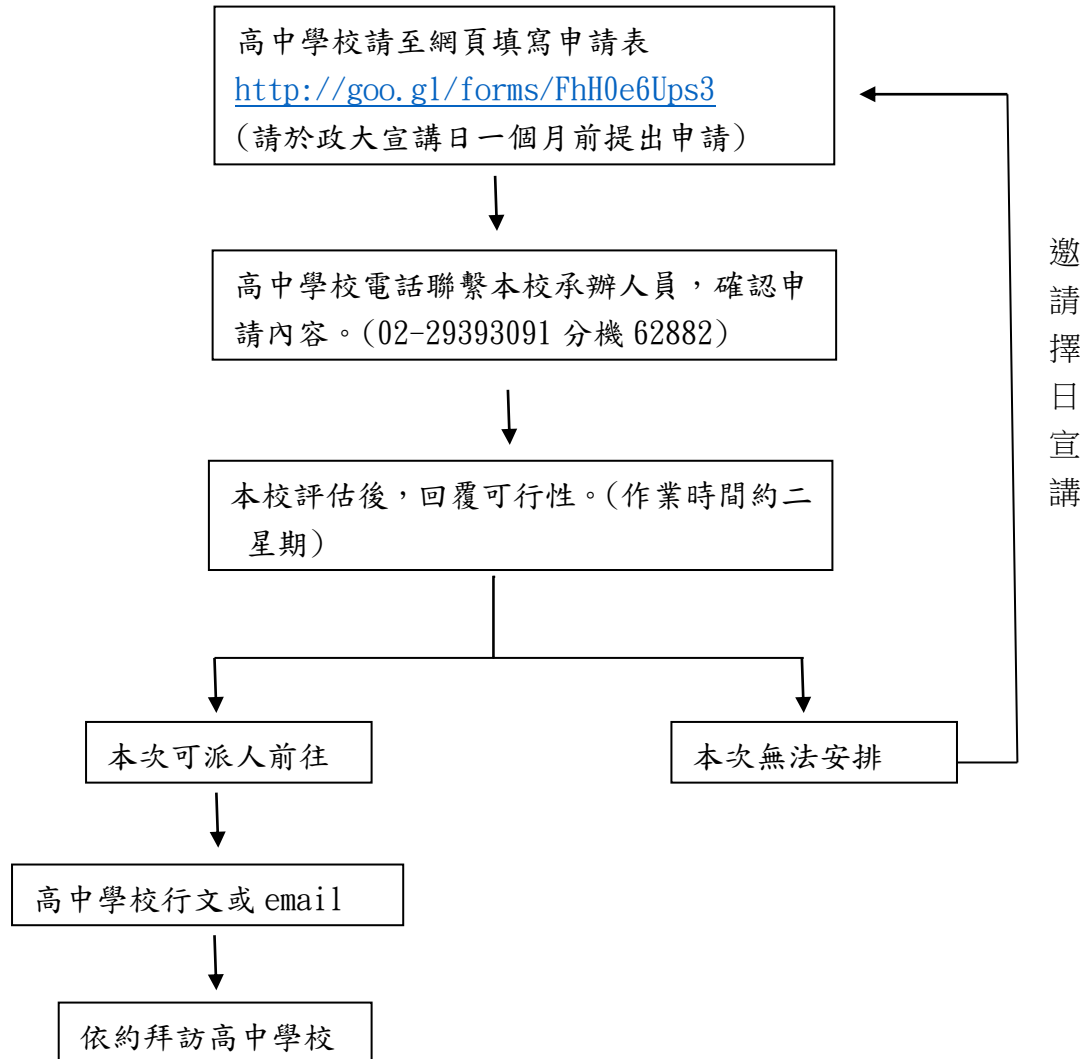 高中學校請至網頁填寫申請表
http://goo.gl/forms/FhH0e6Ups3
(請於政大宣講日一個月前提出申請)
高中學校電話聯繫本校承辦人員，確認申
請內容。(02-29393091 分機 62882)
本校評估後，回覆可行性。(作業時間約二
星期)
本次可派人前往
本次無法安排
高中學校行文或 email
依約拜訪高中學校
邀請擇日宣講